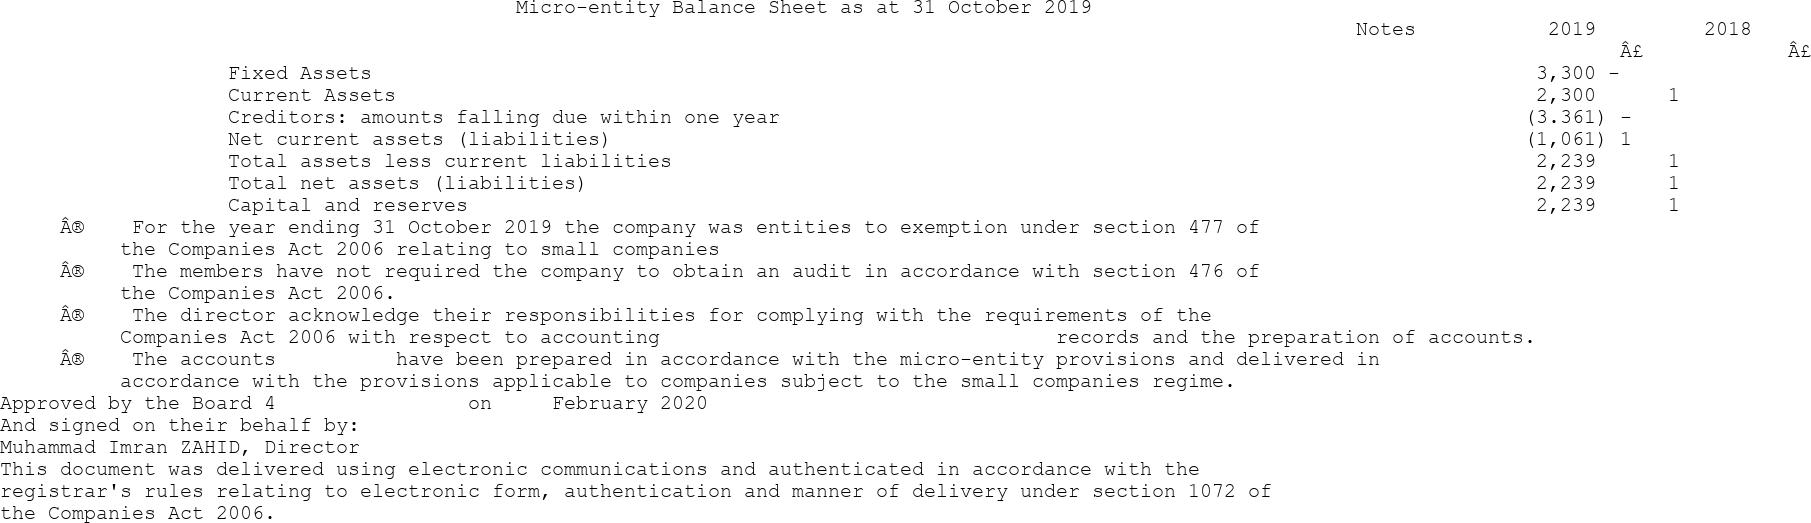 Micro-entity Balance Sheet as at 31 October 2019
Notes 2019 2018
Â£ Â£
Fixed Assets 3,300 -
Current Assets 2,300 1
Creditors: amounts falling due within one year (3.361) -
Net current assets (liabilities) (1,061) 1
Total assets less current liabilities 2,239 1
Total net assets (liabilities) 2,239 1
Capital and reserves 2,239 1
Â® For the year ending 31 October 2019 the company was entities to exemption under section 477 of
the Companies Act 2006 relating to small companies
Â® The members have not required the company to obtain an audit in accordance with section 476 of
the Companies Act 2006.
Â® The director acknowledge their responsibilities for complying with the requirements of the
Companies Act 2006 with respect to accounting records and the preparation of accounts.
Â® The accounts have been prepared in accordance with the micro-entity provisions and delivered in
accordance with the provisions applicable to companies subject to the small companies regime.
Approved by the Board 4 on February 2020
And signed on their behalf by:
Muhammad Imran ZAHID, Director
This document was delivered using electronic communications and authenticated in accordance with the
registrar's rules relating to electronic form, authentication and manner of delivery under section 1072 of
the Companies Act 2006.